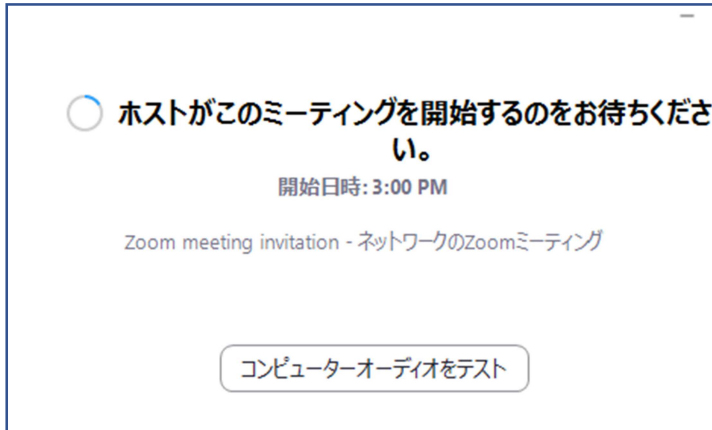 ホストがこのミーティングを開始するのをお待ちくださ
い。
開始日時: 3:00 PM
Zoom meeting invitation - ネットワークのZoomミーティング
コンピューターオーディオをテスト